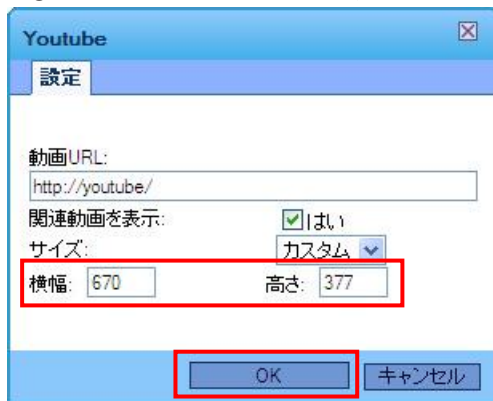 Youtube
設定
動画URL:
http://youtube/
関連動画を表示: はい
サイズ: カスタム
横幅: 670 高さ: 377
OK キャンセル